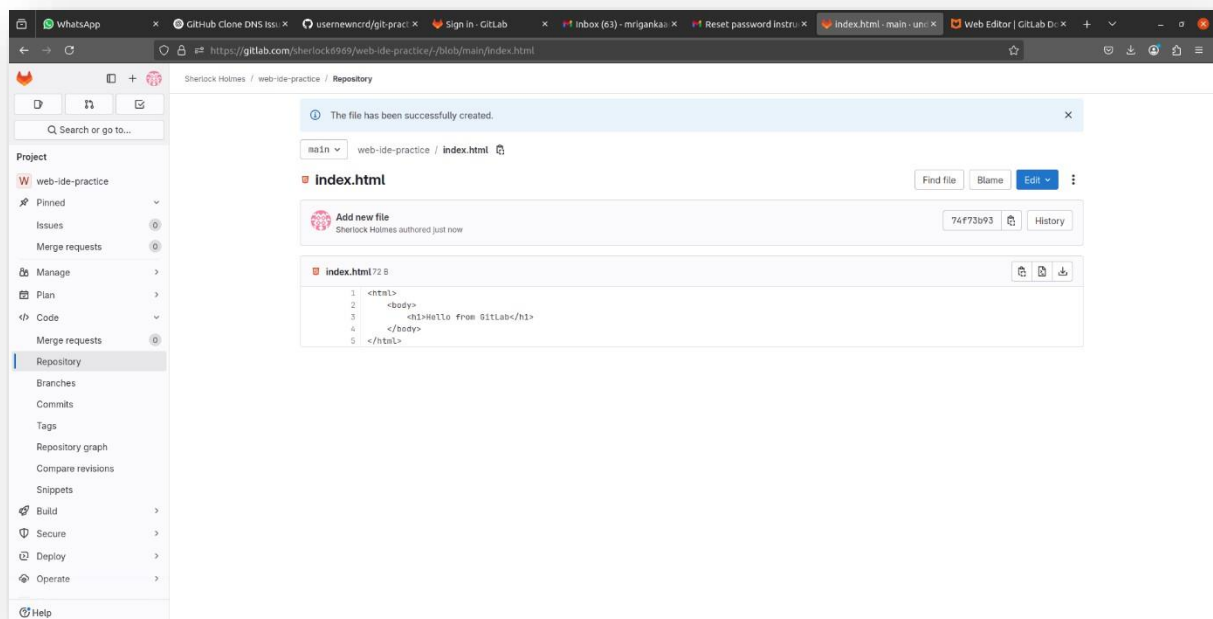 WhatsApp
GitHub Clone DNS Issu
usernewncrd/git-pract
Sign in · GitLab
Inbox (63) - mrigankaa
Reset password instru
index.html · main · und
Web Editor | GitLab Do
https://gitlab.com/sherlock6969/web-ide-practice/-/blob/main/index.html
Sherlock Holmes / web-ide-practice / Repository
Search or go to...
Project
W web-ide-practice
Pinned
Issues 0
Merge requests 0
Manage
Plan
Code
Merge requests 0
Repository
Branches
Commits
Tags
Repository graph
Compare revisions
Snippets
Build
Secure
Deploy
Operate
Help
The file has been successfully created.
main web-ide-practice / index.html
index.html
Find file Blame Edit
Add new file
Sherlock Holmes authored just now
74f73b93 History
index.html 72 B
1 <html>
2 <body>
3 <h1>Hello from GitLab</h1>
4 </body>
5 </html>